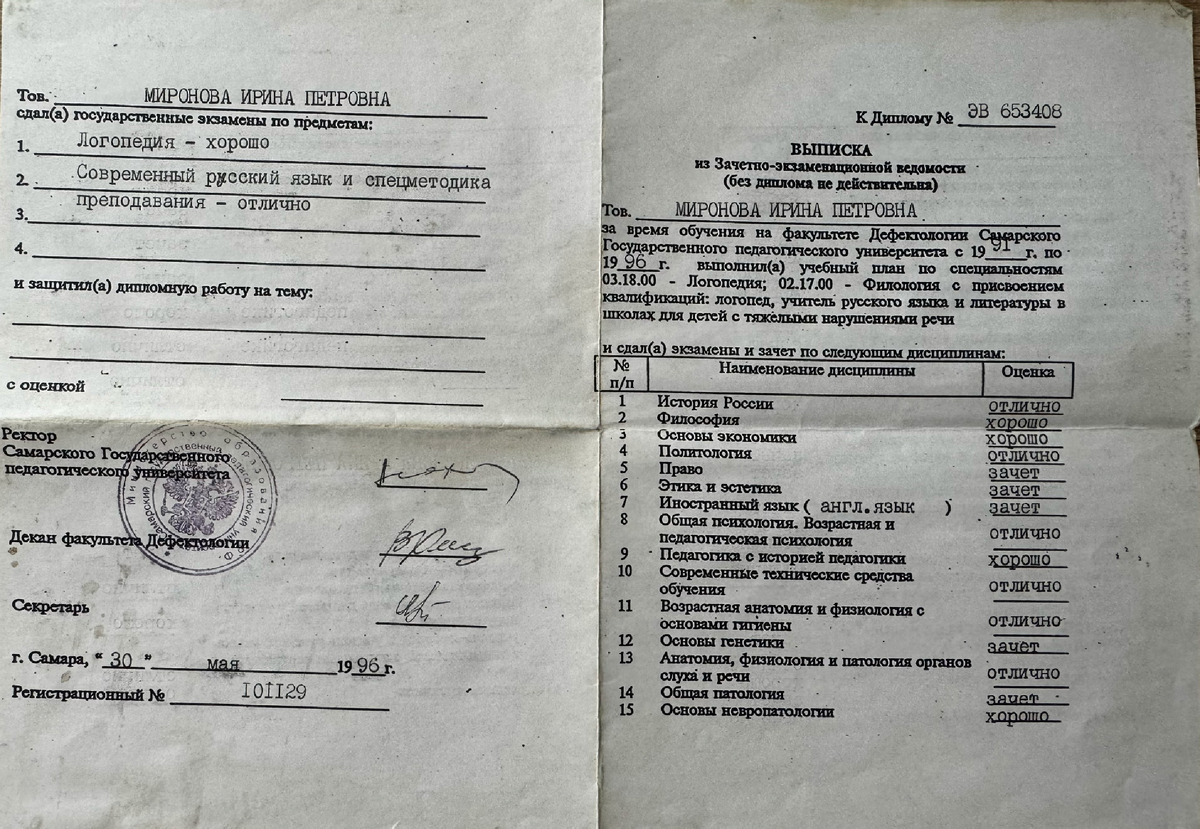 Тов. МИРОНОВА ИРИНА ПЕТРОВНА
сдал(а) государственные экзамены по предметам:
1. Логопедия - хорошо
2. Современный русский язык и спецметодика
3. преподавания - отлично
4.
и защитил(а) дипломную работу на тему:
с оценкой
Ректор
Самарского Государственного
педагогического университета
Декан факультета Дефектологии
Секретарь
г. Самара, "30" мая 1996 г.
Регистрационный № 101129
К Диплому № ЭВ 653408
ВЫПИСКА
из Зачетно-экзаменационной ведомости
(без диплома не действительна)
Тов. МИРОНОВА ИРИНА ПЕТРОВНА
за время обучения на факультете Дефектологии Самарского
Государственного педагогического университета с 1991 г. по
1996 г. выполнил(а) учебный план по специальностям
03.18.00 - Логопедия; 02.17.00 - Филология с присвоением
квалификаций: логопед, учитель русского языка и литературы в
школах для детей с тяжелыми нарушениями речи
и сдал(а) экзамены и зачет по следующим дисциплинам:
№ п/п Наименование дисциплины Оценка
1 История России отлично
2 Философия хорошо
3 Основы экономики хорошо
4 Политология отлично
5 Право зачет
6 Этика и эстетика зачет
7 Иностранный язык ( англ.язык ) зачет
8 Общая психология. Возрастная и
педагогическая психология отлично
9 Педагогика с историей педагогики хорошо
10 Современные технические средства
обучения отлично
11 Возрастная анатомия и физиология с
основами гигиены отлично
12 Основы генетики зачет
13 Анатомия, физиология и патология органов
слуха и речи отлично
14 Общая патология зачет
15 Основы невропатологии хорошо